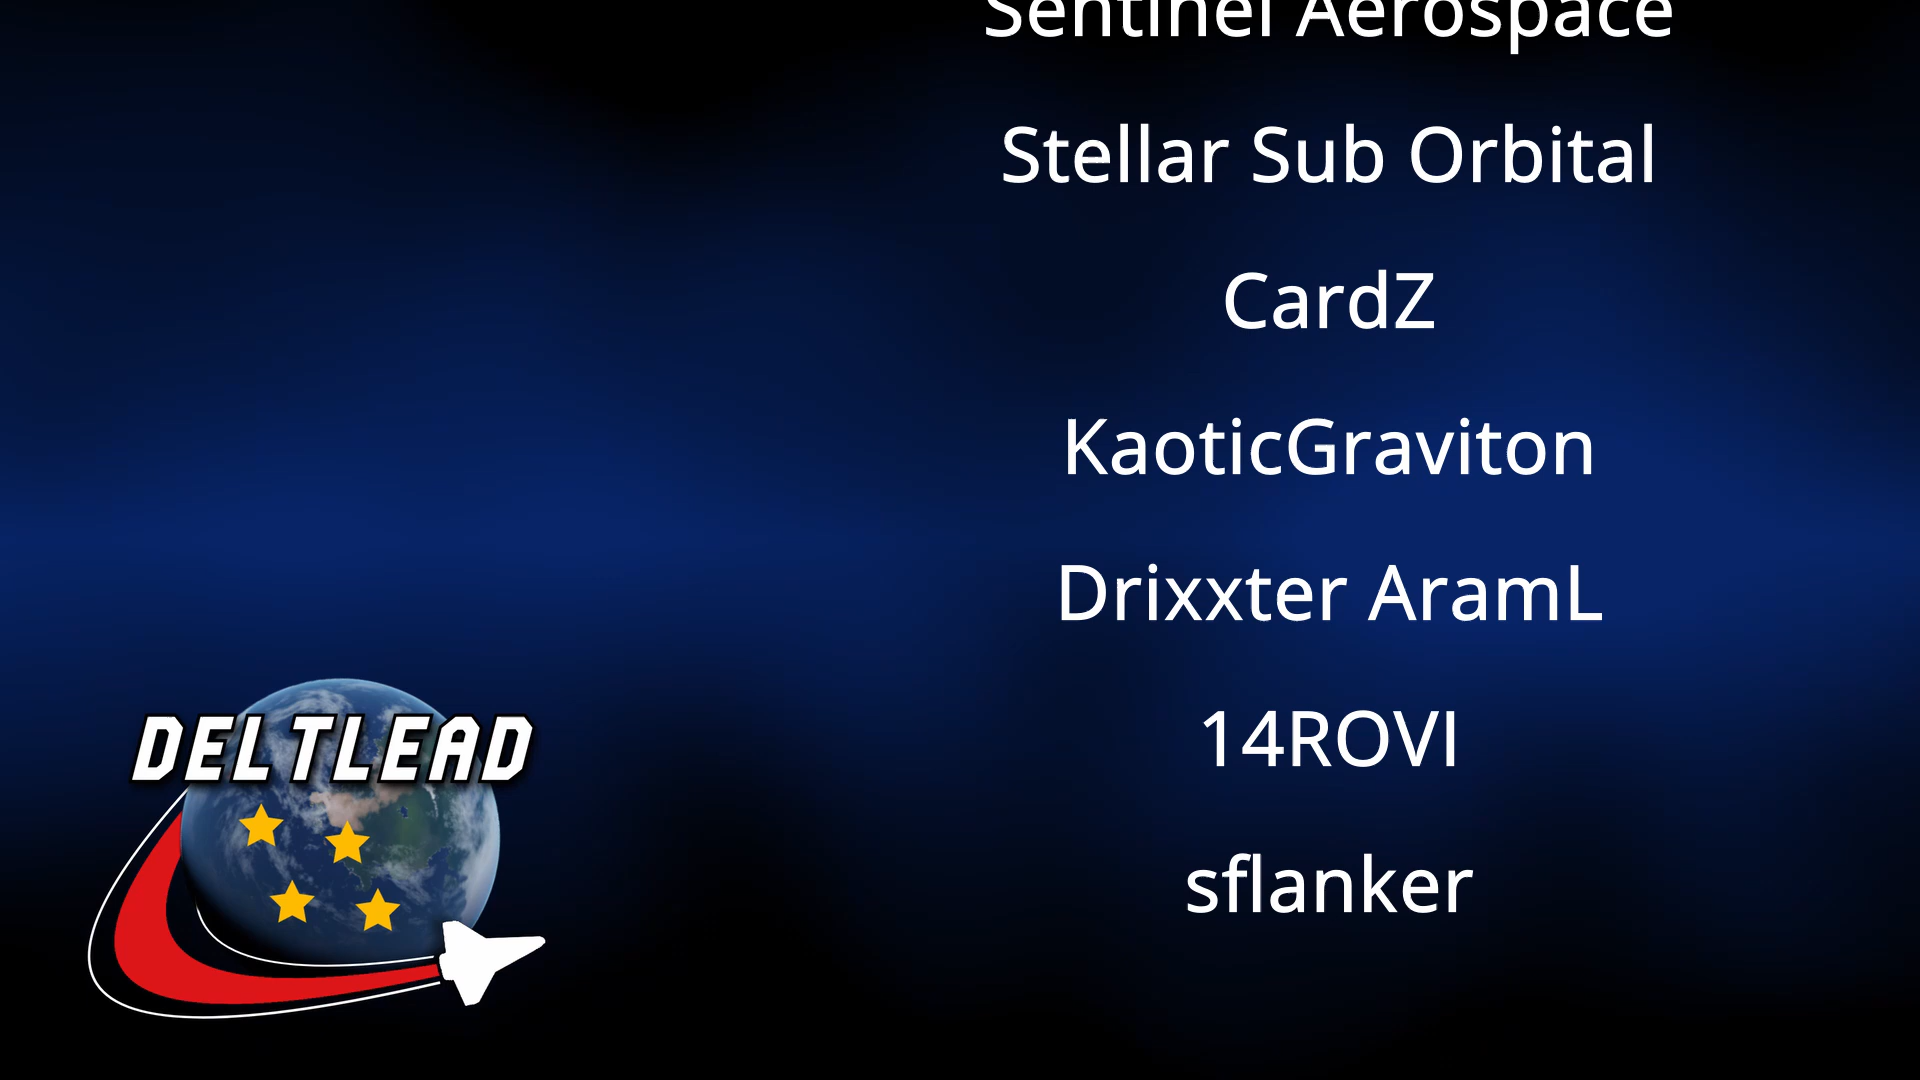 Sentinel Aerospace
Stellar Sub Orbital
CardZ
KaoticGraviton
Drixxter AramL
14ROVI
sflanker
DELTLEAD